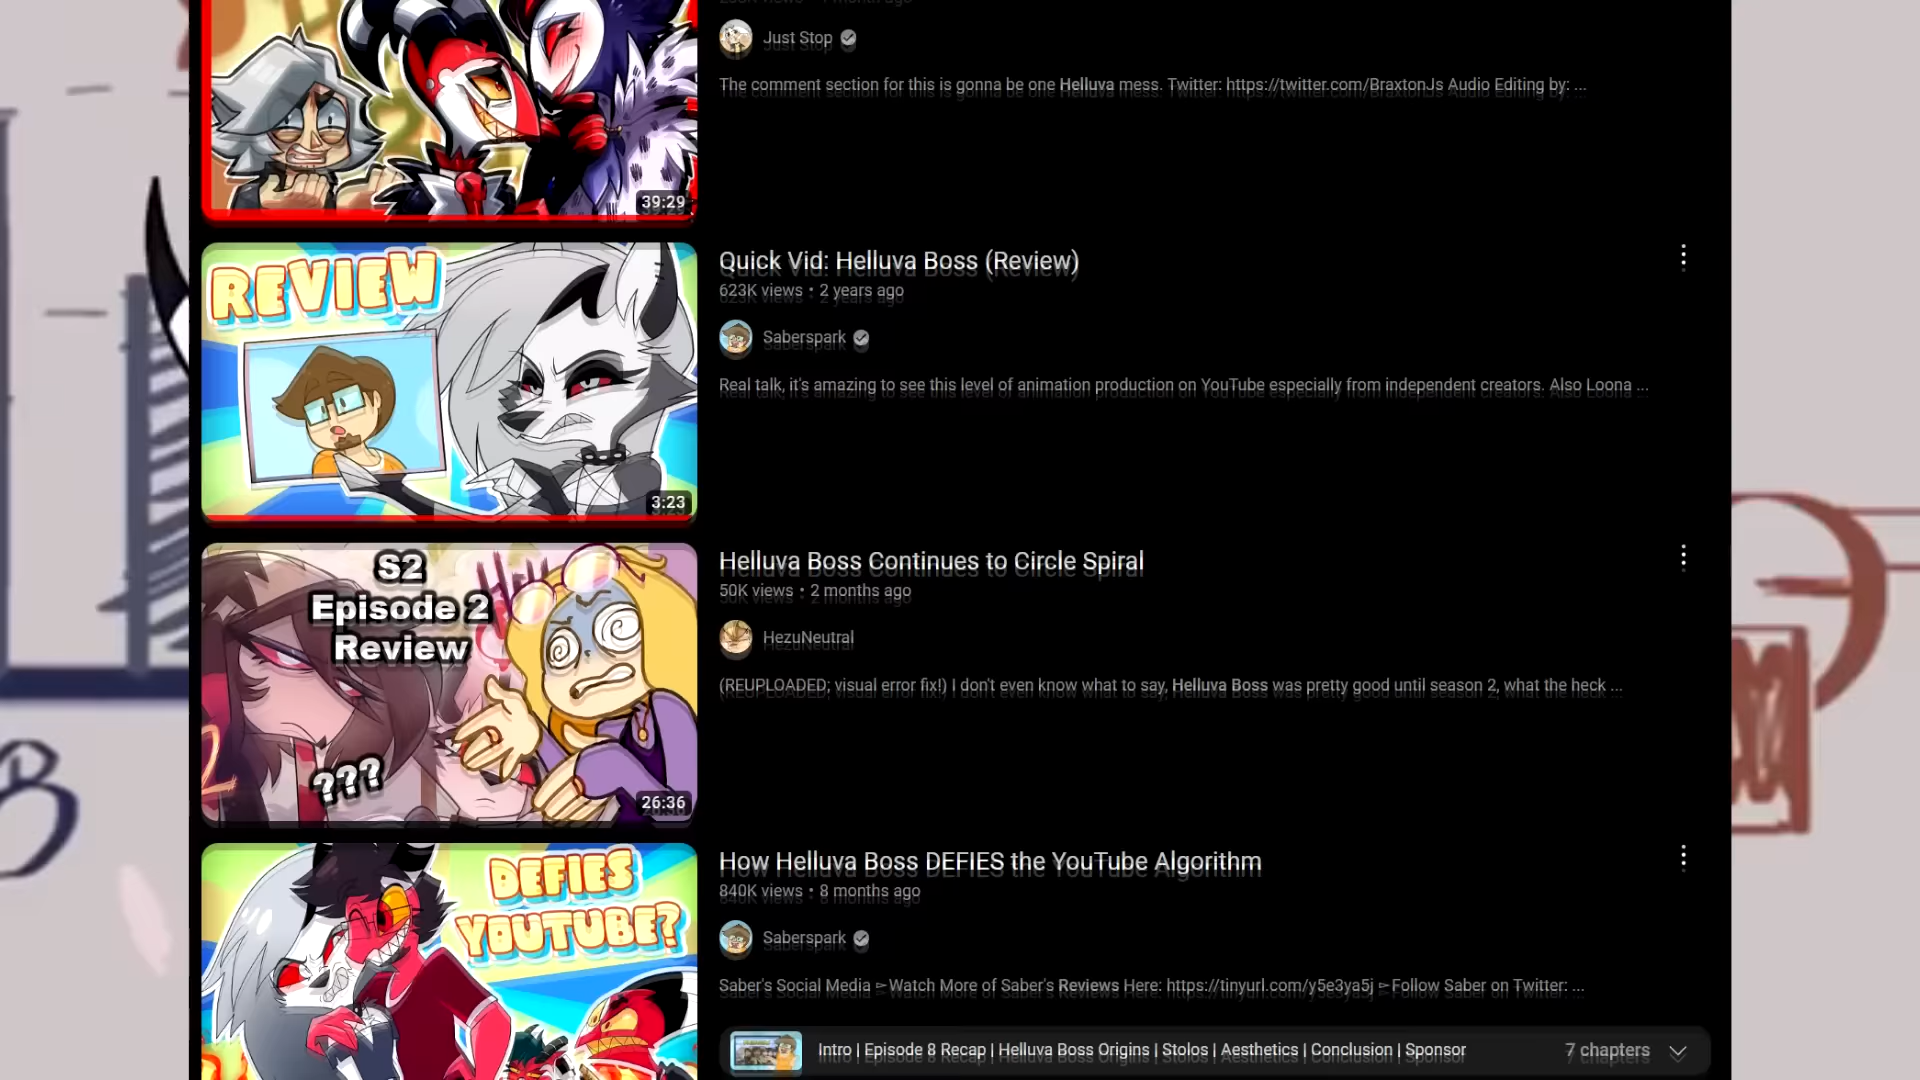 Just Stop
The comment section for this is gonna be one Helluva mess. Twitter: https://twitter.com/BraxtonJs Audio Editing by: ...
39:29
REVIEW
3:23
Quick Vid: Helluva Boss (Review)
623K views • 2 years ago
Saberspark
Real talk, it's amazing to see this level of animation production on YouTube especially from independent creators. Also Loona ...
S2
Episode 2
Review
???
26:36
Helluva Boss Continues to Circle Spiral
50K views • 2 months ago
HezuNeutral
(REUPLOADED; visual error fix!) I don't even know what to say, Helluva Boss was pretty good until season 2, what the heck ...
DEFIES
YOUTUBE?
How Helluva Boss DEFIES the YouTube Algorithm
840K views • 8 months ago
Saberspark
Saber's Social Media ➣Watch More of Saber's Reviews Here: https://tinyurl.com/y5e3ya5j ➣Follow Saber on Twitter: ...
Intro | Episode 8 Recap | Helluva Boss Origins | Stolos | Aesthetics | Conclusion | Sponsor
7 chapters